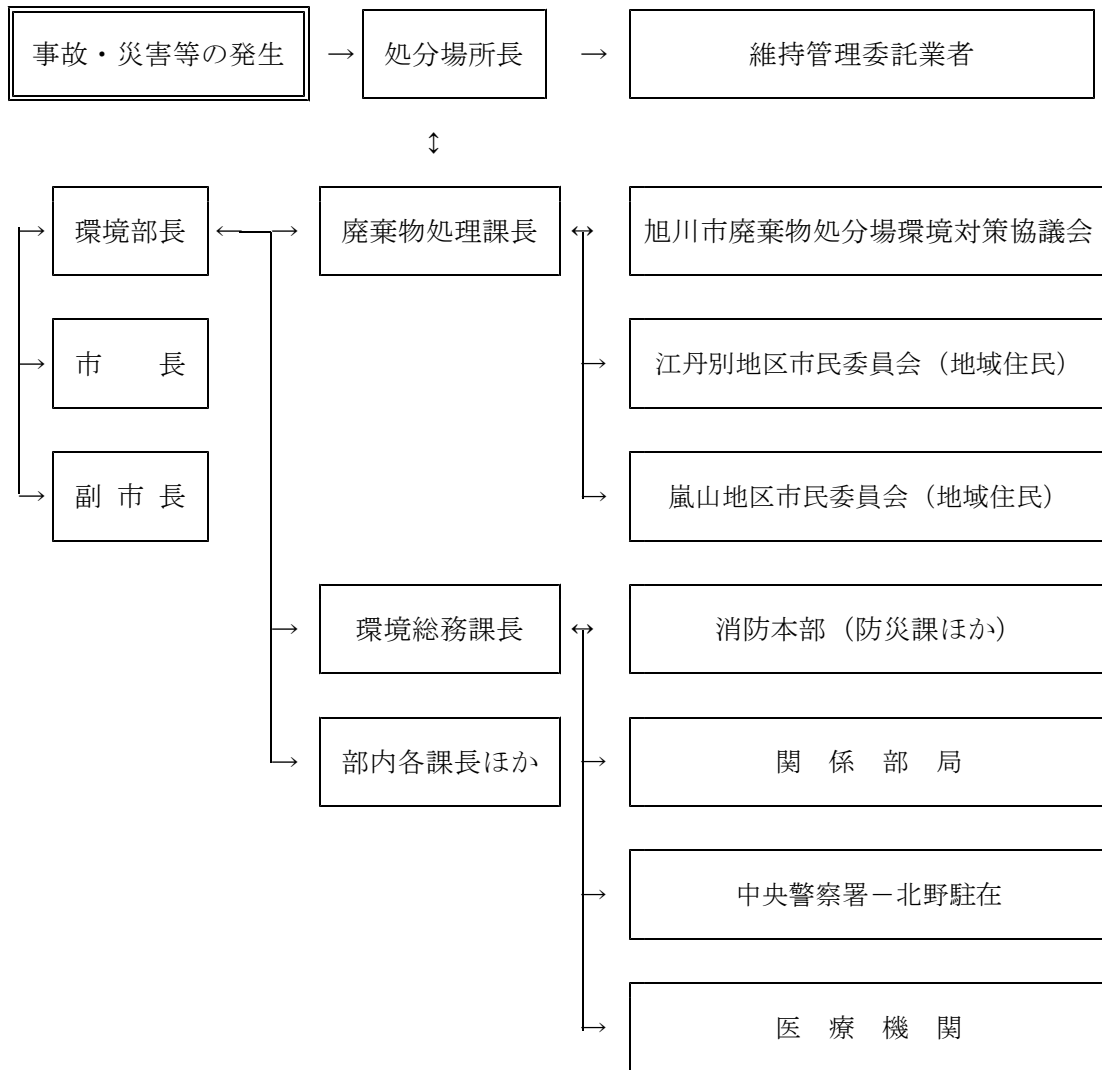 事故・災害等の発生 → 処分場所長 → 維持管理委託業者
↕
→ 環境部長 ← → 廃棄物処理課長 ↔ 旭川市廃棄物処分場環境対策協議会
→ 市　　長 → 江丹別地区市民委員会（地域住民）
→ 副 市 長 → 嵐山地区市民委員会（地域住民）
→ 環境総務課長 ↔ 消防本部（防災課ほか）
→ 部内各課長ほか → 関　係　部　局
→ 中央警察署－北野駐在
→ 医　療　機　関